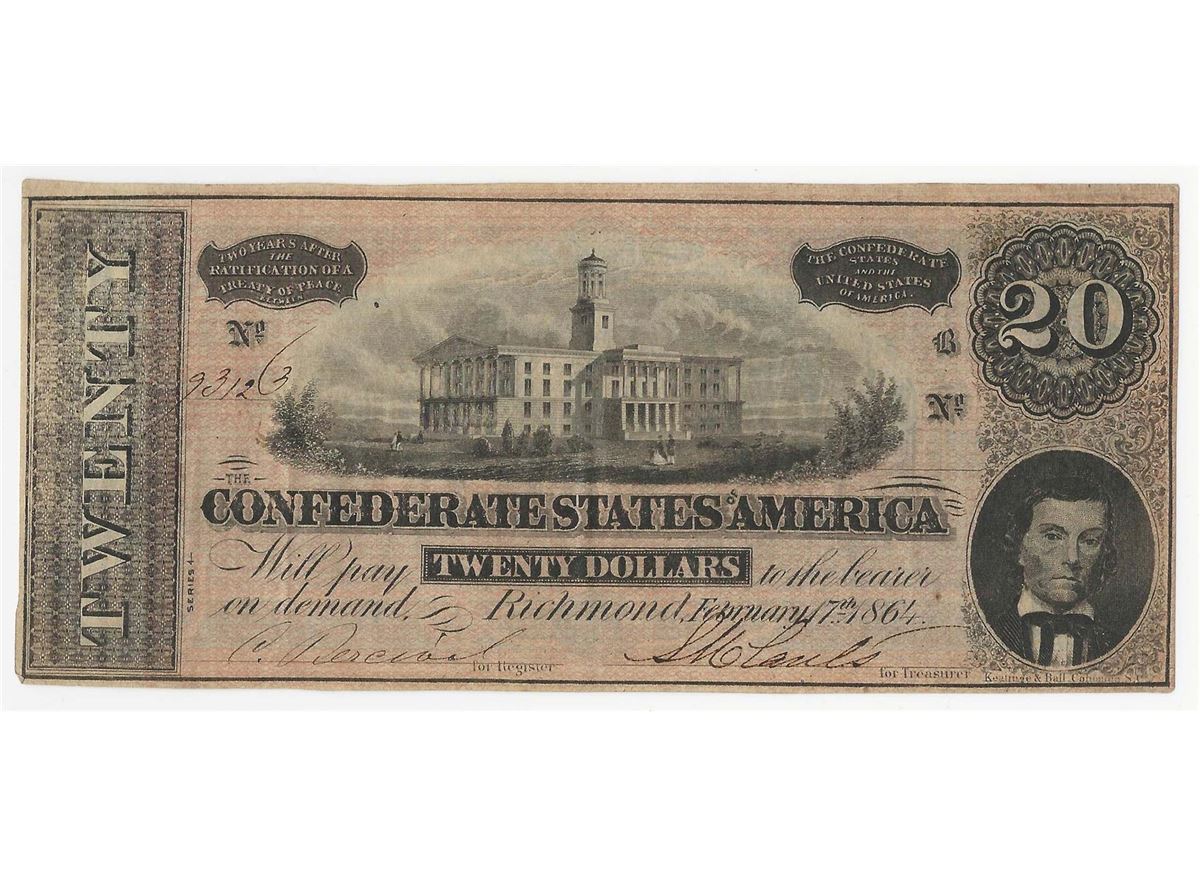 TWENTY
TWO YEARS AFTER
THE
RATIFICATION OF A
TREATY OF PEACE
BETWEEN
THE CONFEDERATE
STATES
AND THE
UNITED STATES
OF AMERICA.
20
No
B
No
THE
CONFEDERATE STATES OF AMERICA
Will pay TWENTY DOLLARS to the bearer
on demand. Richmond, February 17th 1864.
SERIES 1
C. Percival
for Register
for Treasurer
Keatinge & Ball, Columbia, S.C.